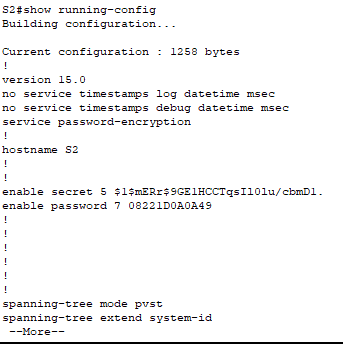 S2#show running-config
Building configuration...
Current configuration : 1258 bytes
!
version 15.0
no service timestamps log datetime msec
no service timestamps debug datetime msec
service password-encryption
!
hostname S2
!
!
enable secret 5 $1$mERr$9GE1HCCTqsIl01u/cbmD1.
enable password 7 08221D0A0A49
!
!
!
!
!
!
spanning-tree mode pvst
spanning-tree extend system-id
--More--